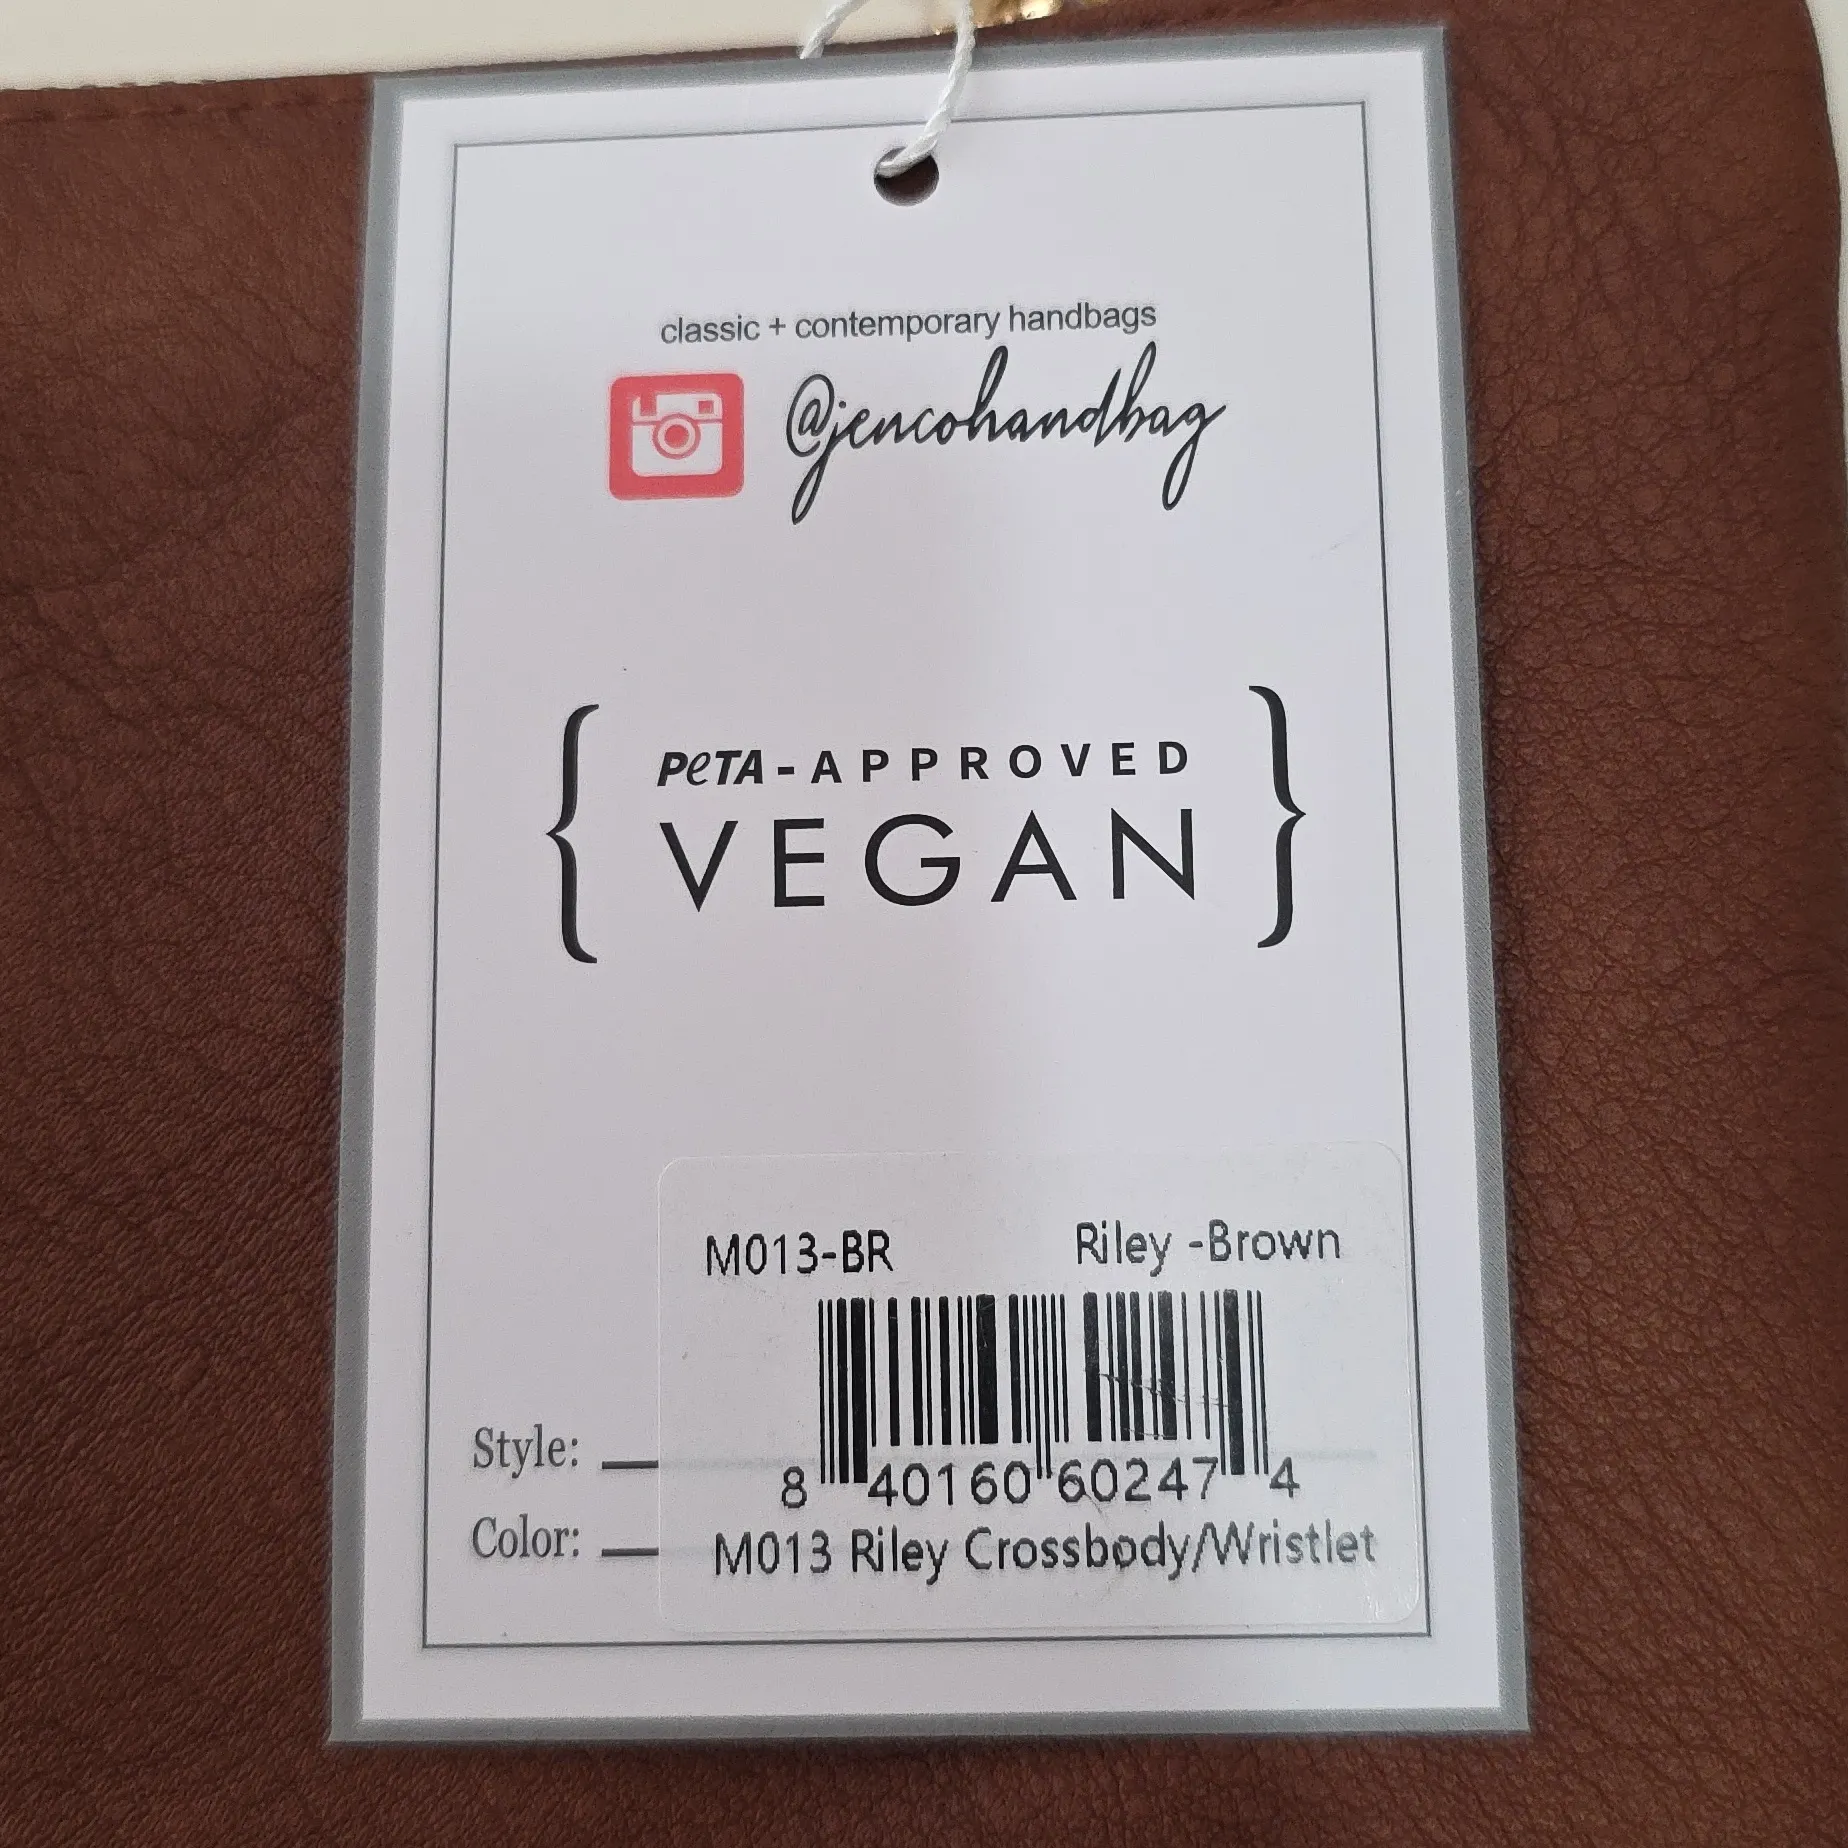 classic + contemporary handbags
@jencohandbag
PeTA-APPROVED
VEGAN
M013-BR Riley -Brown
8 40160 60247 4
Style:
Color:
M013 Riley Crossbody/Wristlet